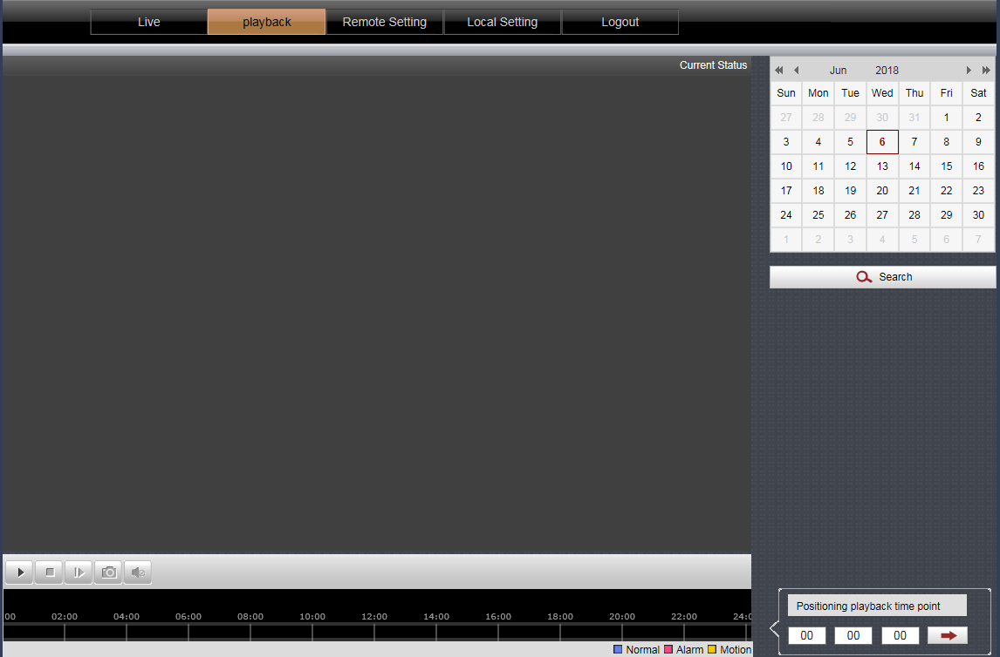 Live playback Remote Setting Local Setting Logout
Current Status
Jun 2018
Sun Mon Tue Wed Thu Fri Sat
27 28 29 30 31 1 2
3 4 5 6 7 8 9
10 11 12 13 14 15 16
17 18 19 20 21 22 23
24 25 26 27 28 29 30
1 2 3 4 5 6 7
Search
00 02:00 04:00 06:00 08:00 10:00 12:00 14:00 16:00 18:00 20:00 22:00 24:0
Normal Alarm Motion
Positioning playback time point
00 00 00